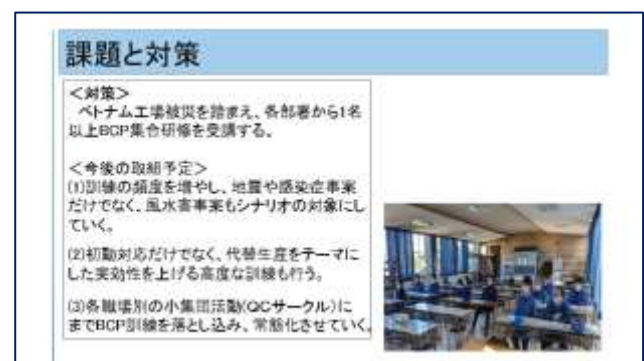 課題と対策
＜対策＞
ベトナム工場被災を踏まえ、各部署から1名
以上BCP集合研修を受講する。
＜今後の取組予定＞
(1)訓練の頻度を増やし、地震や感染症事案
だけでなく、風水害事案もシナリオの対象にし
ていく。
(2)初動対応だけでなく、代替生産をテーマに
した実効性を上げる高度な訓練も行う。
(3)各職場別の小集団活動(QCサークル)に
までBCP訓練を落とし込み、常態化させていく。